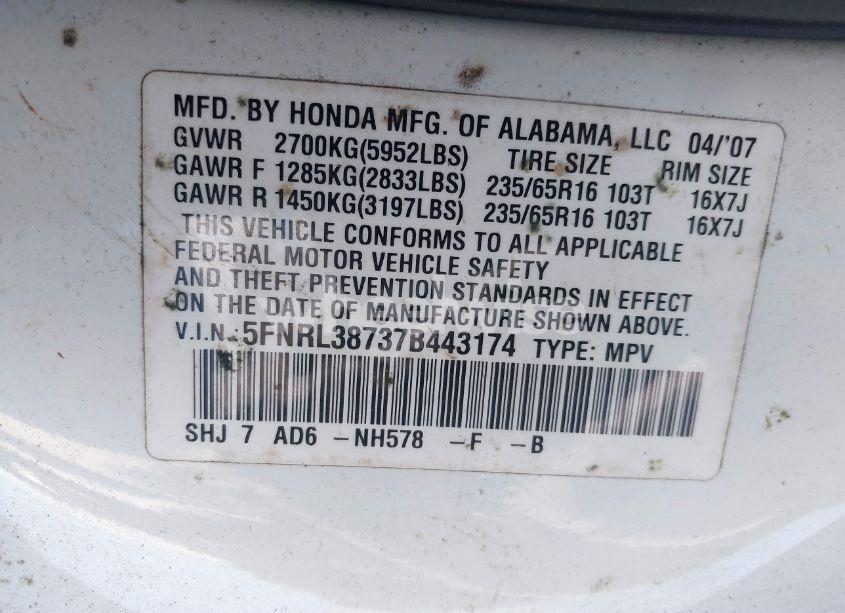 MFD. BY HONDA MFG. OF ALABAMA, LLC 04/'07
GVWR 2700KG(5952LBS) TIRE SIZE RIM SIZE
GAWR F 1285KG(2833LBS) 235/65R16 103T 16X7J
GAWR R 1450KG(3197LBS) 235/65R16 103T 16X7J
THIS VEHICLE CONFORMS TO ALL APPLICABLE
FEDERAL MOTOR VEHICLE SAFETY
AND THEFT PREVENTION STANDARDS IN EFFECT
ON THE DATE OF MANUFACTURE SHOWN ABOVE.
V.I.N.: 5FNRL38737B443174 TYPE: MPV
SHJ 7 AD6 -NH578 -F -B